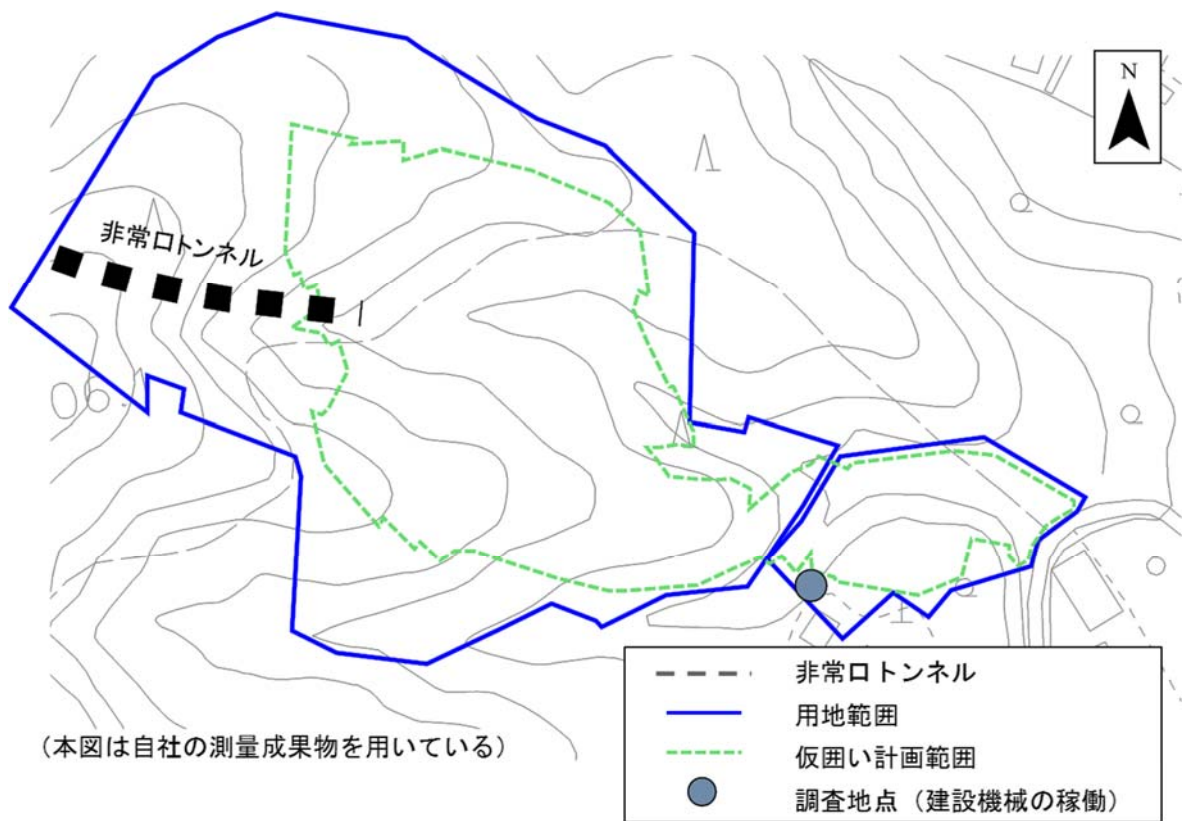 N
非常口トンネル
（本図は自社の測量成果物を用いている）
非常口トンネル
用地範囲
仮囲い計画範囲
調査地点（建設機械の稼働）